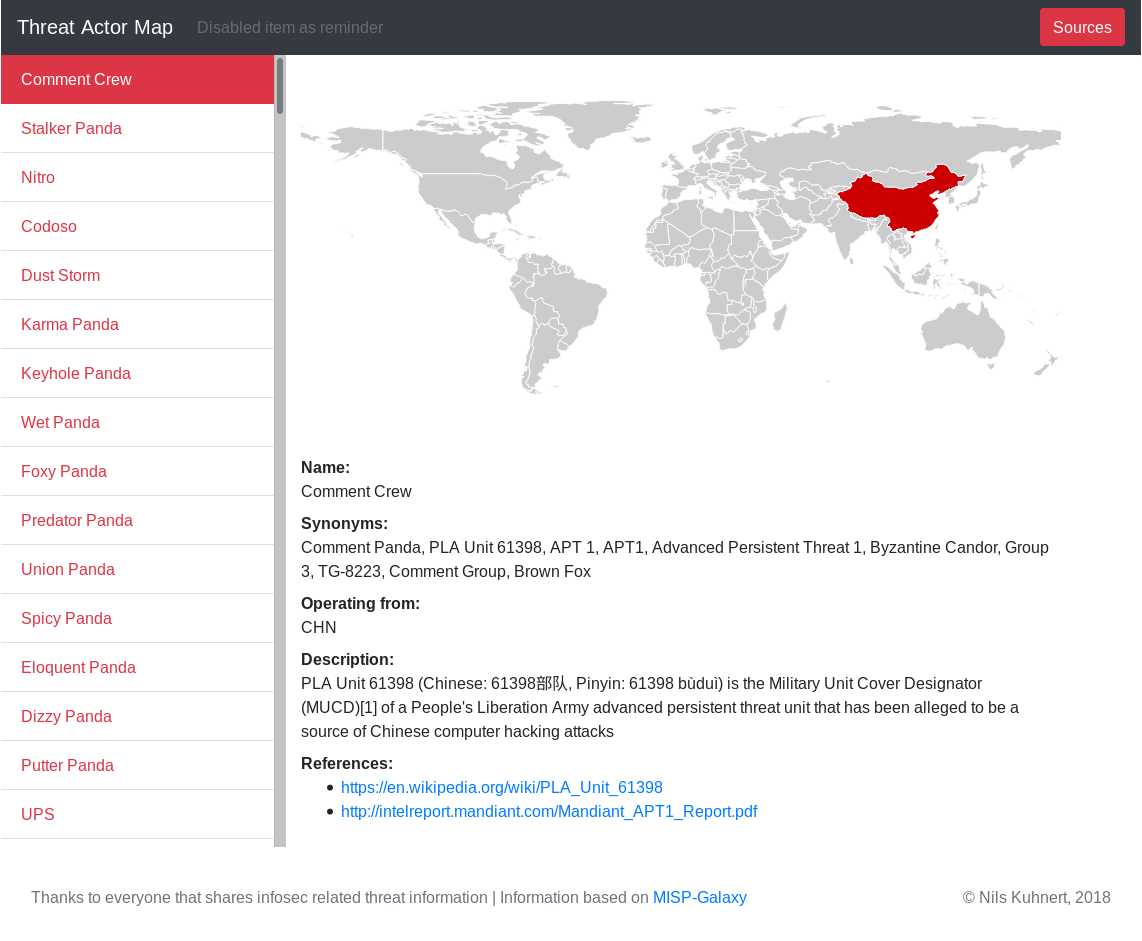 Threat Actor Map
Disabled item as reminder
Sources
Comment Crew
Stalker Panda
Nitro
Codoso
Dust Storm
Karma Panda
Keyhole Panda
Wet Panda
Foxy Panda
Predator Panda
Union Panda
Spicy Panda
Eloquent Panda
Dizzy Panda
Putter Panda
UPS
Name:
Comment Crew
Synonyms:
Comment Panda, PLA Unit 61398, APT 1, APT1, Advanced Persistent Threat 1, Byzantine Candor, Group
3, TG-8223, Comment Group, Brown Fox
Operating from:
CHN
Description:
PLA Unit 61398 (Chinese: 61398部队, Pinyin: 61398 bùduì) is the Military Unit Cover Designator
(MUCD)[1] of a People's Liberation Army advanced persistent threat unit that has been alleged to be a
source of Chinese computer hacking attacks
References:
• https://en.wikipedia.org/wiki/PLA_Unit_61398
• http://intelreport.mandiant.com/Mandiant_APT1_Report.pdf
Thanks to everyone that shares infosec related threat information | Information based on MISP-Galaxy
© Nils Kuhnert, 2018